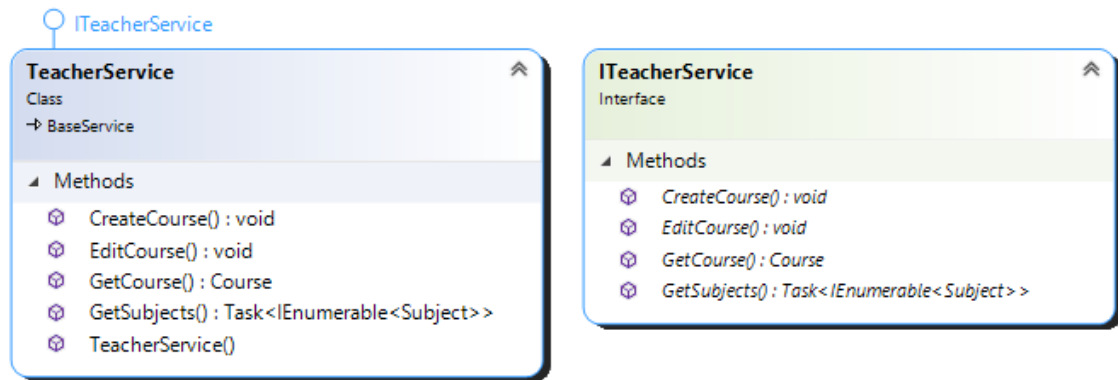 ITeacherService
TeacherService
Class
BaseService
Methods
CreateCourse() : void
EditCourse() : void
GetCourse() : Course
GetSubjects() : Task<IEnumerable<Subject>>
TeacherService()
ITeacherService
Interface
Methods
CreateCourse() : void
EditCourse() : void
GetCourse() : Course
GetSubjects() : Task<IEnumerable<Subject>>